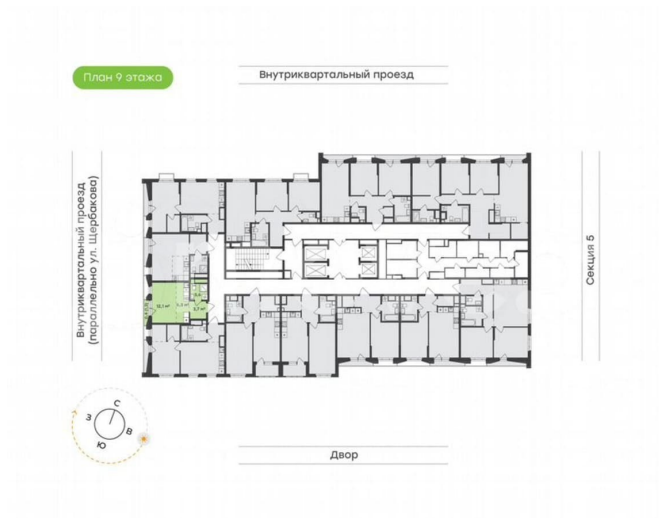 План 9 этажа
Внутриквартальный проезд
Внутриквартальный проезд
(параллельно ул. Щербакова)
Секция 5
С
З
В
Ю
Двор